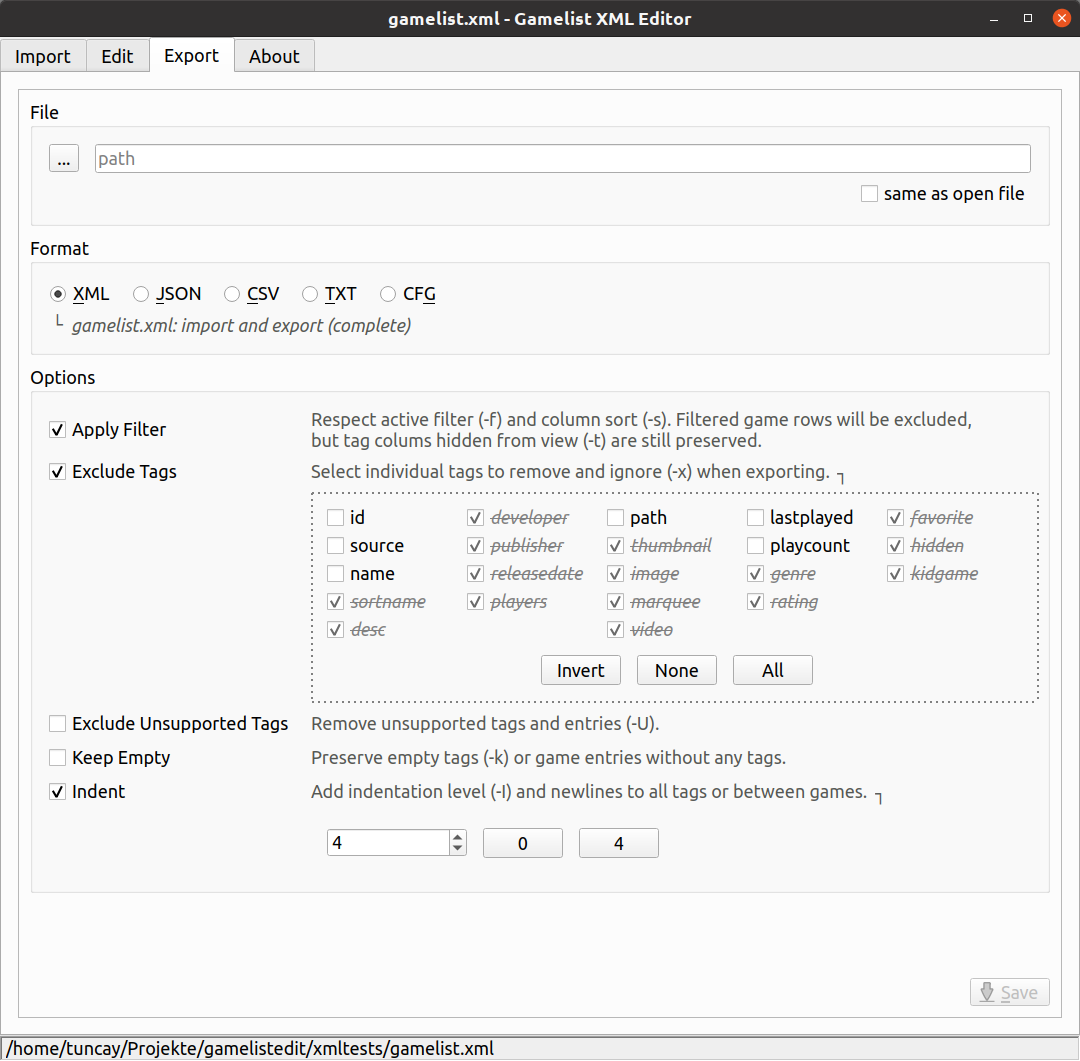 gamelist.xml - Gamelist XML Editor
Import Edit Export About
File
... path
same as open file
Format
XML JSON CSV TXT CFG
gamelist.xml: import and export (complete)
Options
Apply Filter Respect active filter (-f) and column sort (-s). Filtered game rows will be excluded,
but tag colums hidden from view (-t) are still preserved.
Exclude Tags Select individual tags to remove and ignore (-x) when exporting.
id developer path lastplayed favorite
source publisher thumbnail playcount hidden
name releasedate image genre kidgame
sortname players marquee rating
desc video
Invert None All
Exclude Unsupported Tags Remove unsupported tags and entries (-U).
Keep Empty Preserve empty tags (-k) or game entries without any tags.
Indent Add indentation level (-I) and newlines to all tags or between games.
4 0 4
Save
/home/tuncay/Projekte/gamelistedit/xmltests/gamelist.xml